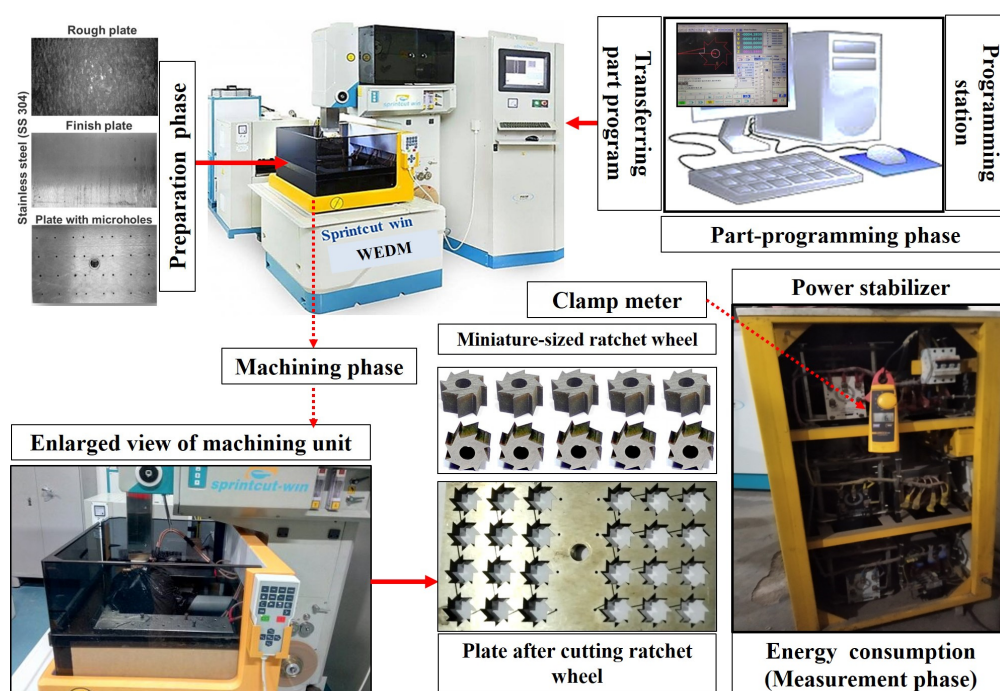 Rough plate
Finish plate
Plate with microholes
Stainless steel (SS 304)
Preparation phase
sprintcut-win
Sprintcut win
WEDM
Transferring
part program
Programming
station
Part-programming phase
Machining phase
Clamp meter
Power stabilizer
Miniature-sized ratchet wheel
Enlarged view of machining unit
sprintcut-win
Plate after cutting ratchet
wheel
Energy consumption
(Measurement phase)